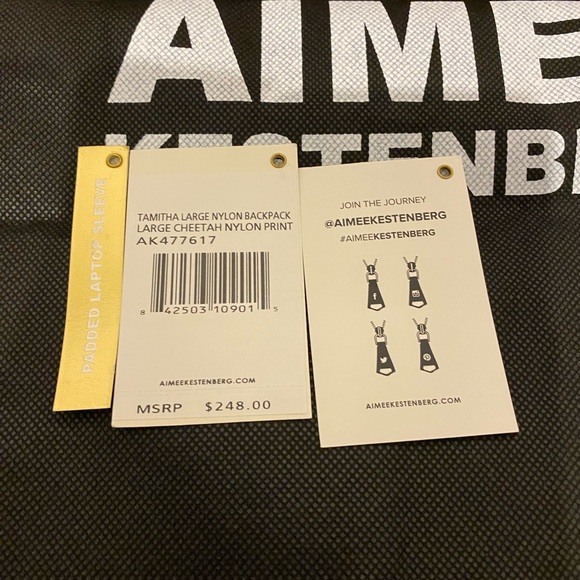 AIME
KESTENB
PADDED LAPTOP SLEEVE
TAMITHA LARGE NYLON BACKPACK
LARGE CHEETAH NYLON PRINT
AK477617
8 42503 10901 5
AIMEEKESTENBERG.COM
MSRP $248.00
JOIN THE JOURNEY
@AIMEEKESTENBERG
#AIMEEKESTENBERG
AIMEEKESTENBERG.COM